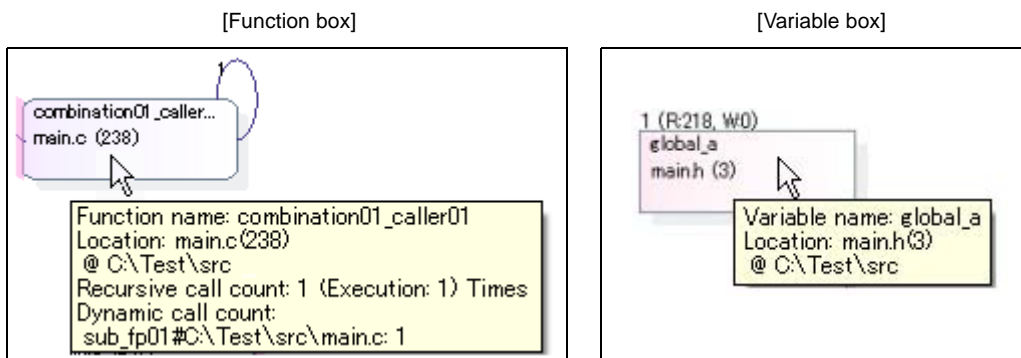 [Function box]
[Variable box]
1
combination01_caller...
main.c (238)
Function name: combination01_caller01
Location: main.c(238)
@ C:\Test\src
Recursive call count: 1 (Execution: 1) Times
Dynamic call count:
sub_fp01#C:\Test\src\main.c: 1
1 (R:218, W:0)
global_a
main.h (3)
Variable name: global_a
Location: main.h(3)
@ C:\Test\src